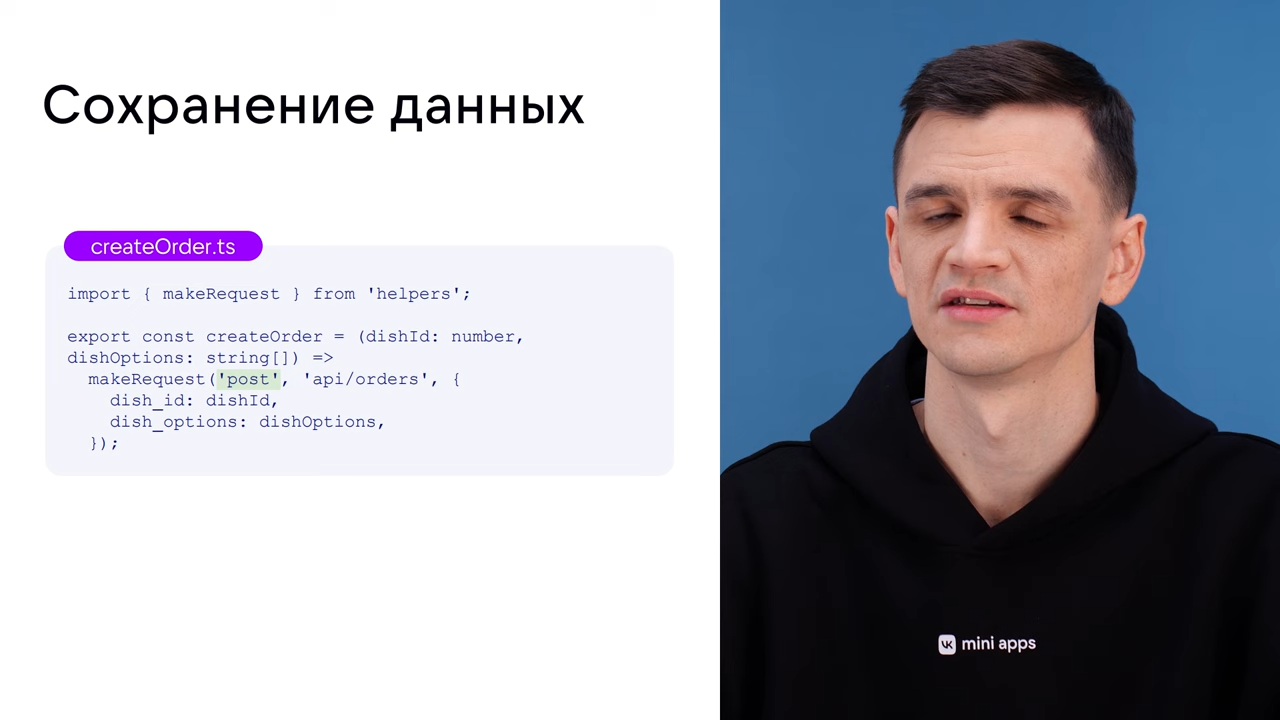 Сохранение данных
createOrder.ts
import { makeRequest } from 'helpers';
export const createOrder = (dishId: number,
dishOptions: string[]) =>
makeRequest('post', 'api/orders', {
dish_id: dishId,
dish_options: dishOptions,
});
VK mini apps